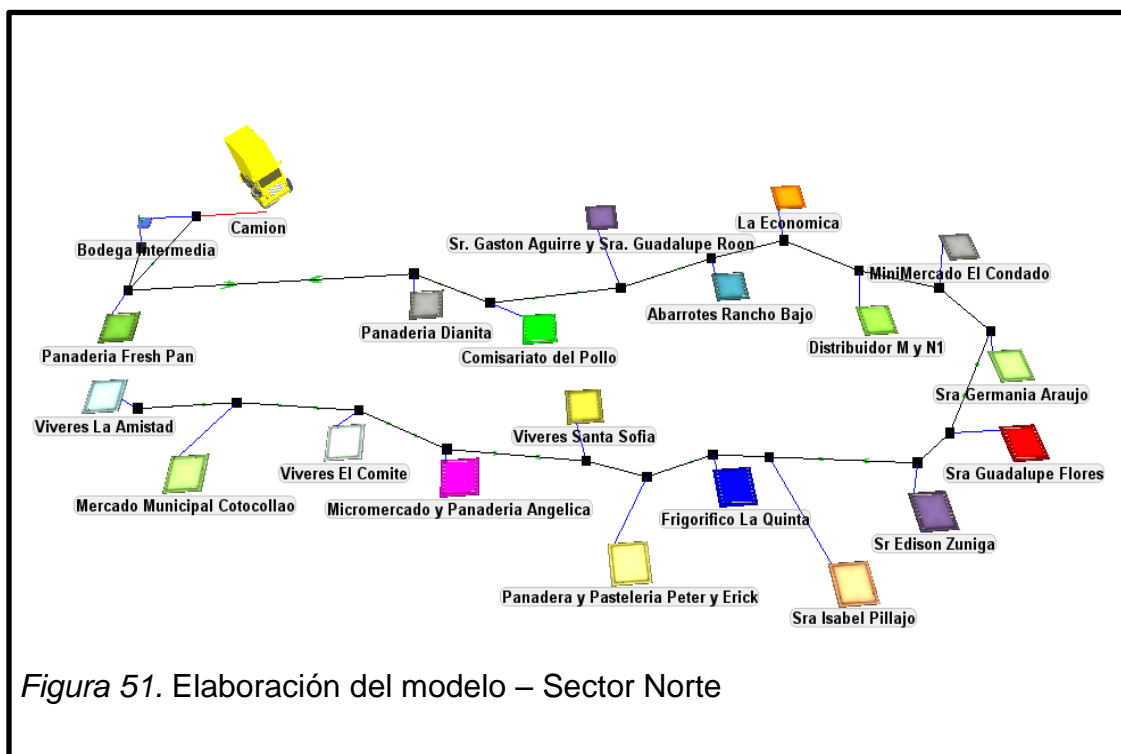 Camion
Bodega Intermedia
La Economica
Sr. Gaston Aguirre y Sra. Guadalupe Roon
MiniMercado El Condado
Abarrotes Rancho Bajo
Panaderia Dianita
Distribuidor M y N1
Panaderia Fresh Pan
Comisariato del Pollo
Sra Germania Araujo
Viveres La Amistad
Viveres Santa Sofia
Viveres El Comite
Sra Guadalupe Flores
Mercado Municipal Cotocollao
Micromercado y Panaderia Angelica
Frigorifico La Quinta
Sr Edison Zuniga
Panadera y Pasteleria Peter y Erick
Sra Isabel Pillajo
Figura 51. Elaboración del modelo – Sector Norte